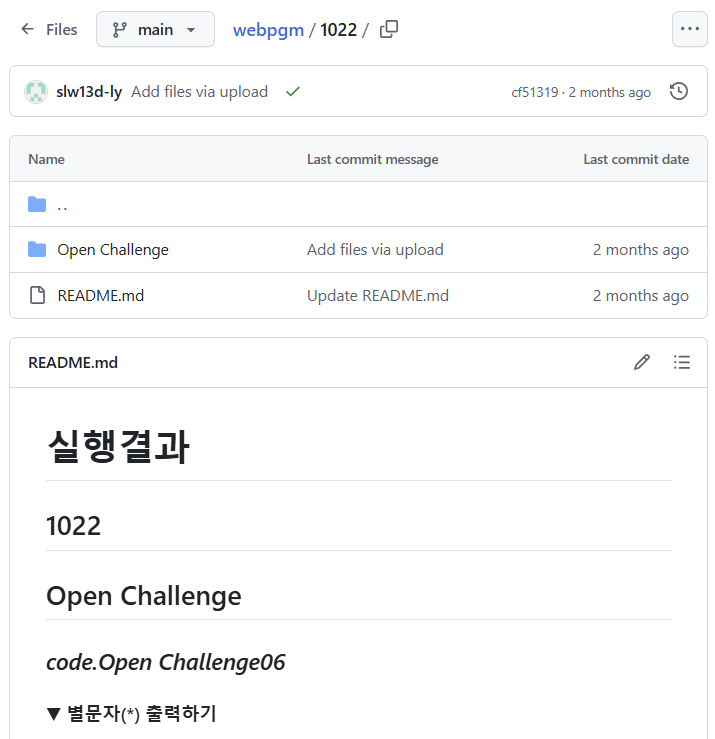 Files main webpgm / 1022 /
slw13d-ly Add files via upload cf51319 · 2 months ago
Name Last commit message Last commit date
..
Open Challenge Add files via upload 2 months ago
README.md Update README.md 2 months ago
README.md
실행결과
1022
Open Challenge
code.Open Challenge06
▼ 별문자(*) 출력하기